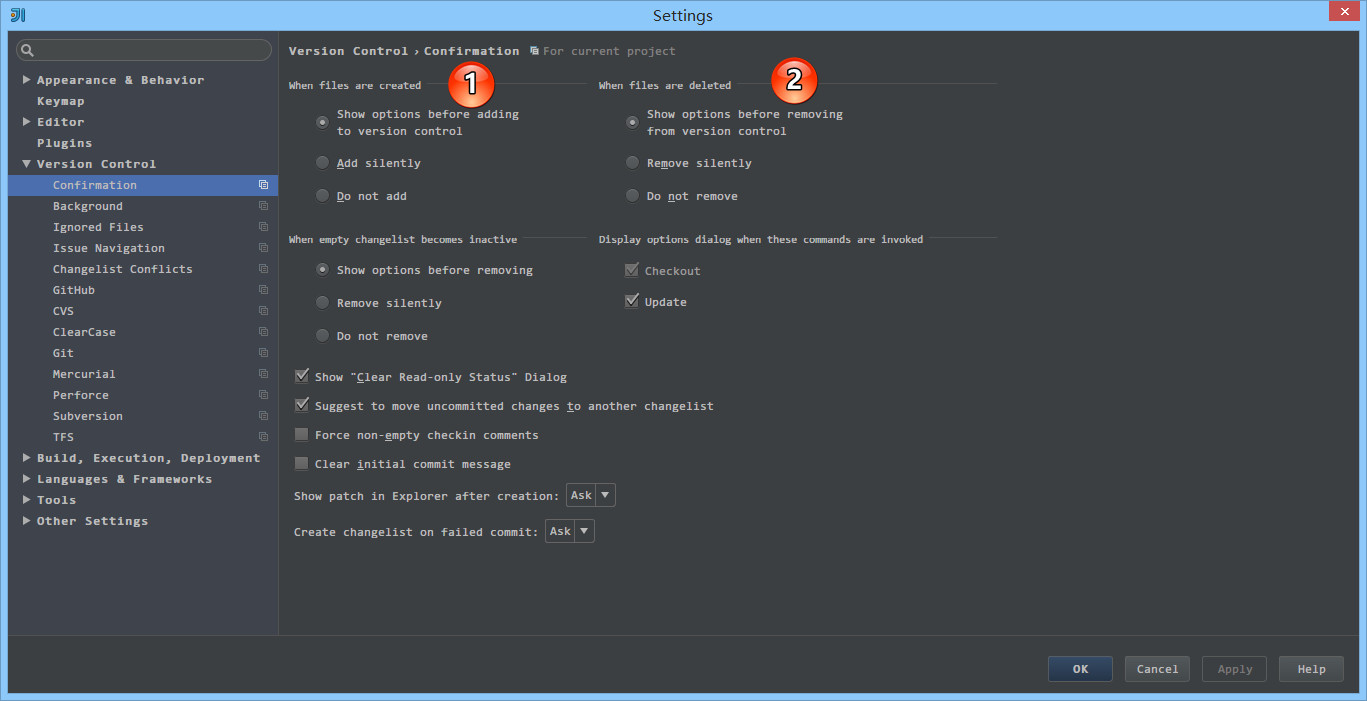 Settings
Version Control › Confirmation For current project
Appearance & Behavior
Keymap
Editor
Plugins
Version Control
Confirmation
Background
Ignored Files
Issue Navigation
Changelist Conflicts
GitHub
CVS
ClearCase
Git
Mercurial
Perforce
Subversion
TFS
Build, Execution, Deployment
Languages & Frameworks
Tools
Other Settings
When files are created
1
Show options before adding
to version control
Add silently
Do not add
When files are deleted
2
Show options before removing
from version control
Remove silently
Do not remove
When empty changelist becomes inactive
Show options before removing
Remove silently
Do not remove
Display options dialog when these commands are invoked
Checkout
Update
Show "Clear Read-only Status" Dialog
Suggest to move uncommitted changes to another changelist
Force non-empty checkin comments
Clear initial commit message
Show patch in Explorer after creation: Ask
Create changelist on failed commit: Ask
OK Cancel Apply Help